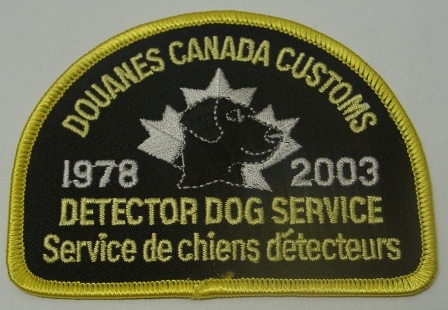 DOUANES CANADA CUSTOMS
1978 2003
DETECTOR DOG SERVICE
Service de chiens détecteurs